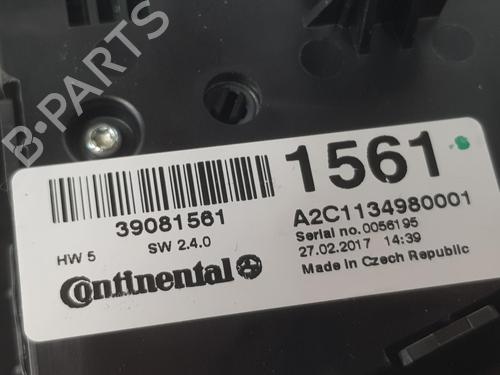 B-PARTS
1561
39081561
A2C1134980001
HW 5
SW 2.4.0
Serial no.0056195
27.02.2017 14:39
Continental
Made in Czech Republic